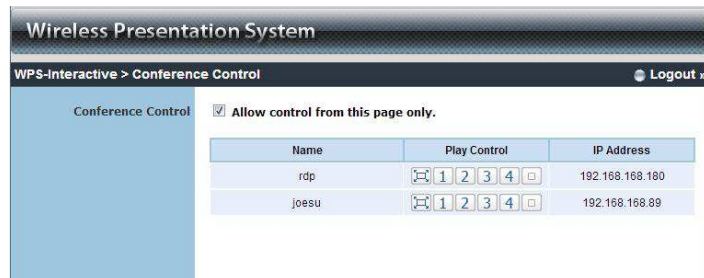 Wireless Presentation System
WPS-Interactive > Conference Control Logout »
Conference Control Allow control from this page only.
Name Play Control IP Address
rdp 1 2 3 4 192.168.168.180
joesu 1 2 3 4 192.168.168.89